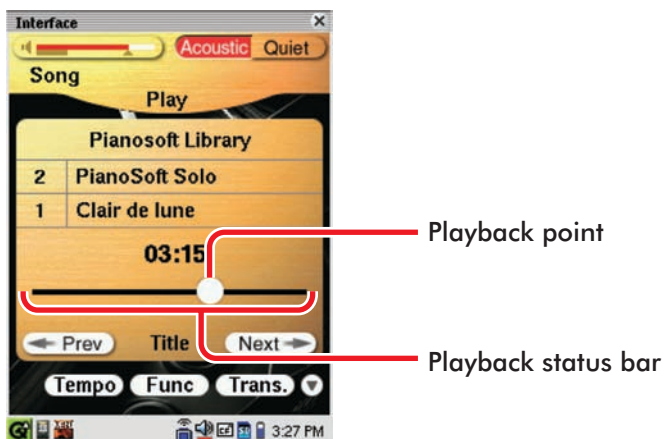 Interface
Acoustic Quiet
Song
Play
Pianosoft Library
2 PianoSoft Solo
1 Clair de lune
03:15
Prev Title Next
Tempo Func Trans.
3:27 PM
Playback point
Playback status bar